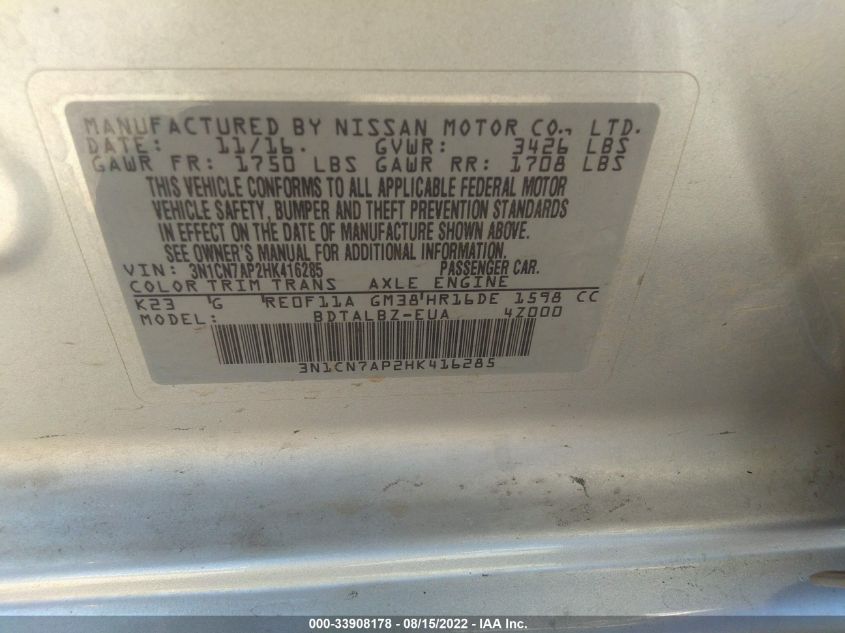 MANUFACTURED BY NISSAN MOTOR CO., LTD.
DATE: 11/16. GVWR: 3426 LBS
GAWR FR: 1750 LBS GAWR RR: 1708 LBS
THIS VEHICLE CONFORMS TO ALL APPLICABLE FEDERAL MOTOR
VEHICLE SAFETY, BUMPER AND THEFT PREVENTION STANDARDS
IN EFFECT ON THE DATE OF MANUFACTURE SHOWN ABOVE.
SEE OWNER'S MANUAL FOR ADDITIONAL INFORMATION.
VIN: 3N1CN7AP2HK416285 PASSENGER CAR.
COLOR TRIM TRANS AXLE ENGINE
K23 G RE0F11A GM38 HR16DE 1598 CC
MODEL: BDTALBZ-EUA 4Z000
3N1CN7AP2HK416285
000-33908178 - 08/15/2022 - IAA Inc.